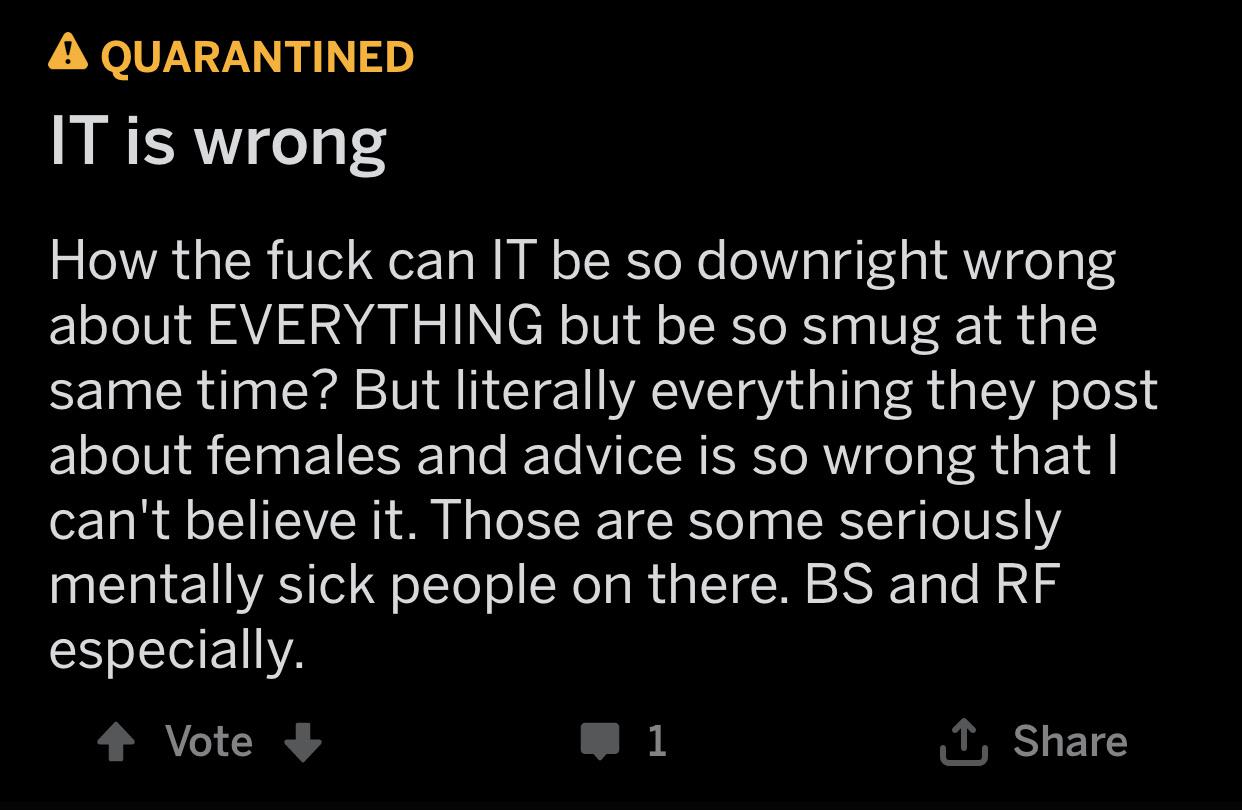 QUARANTINED
IT is wrong
How the fuck can IT be so downright wrong
about EVERYTHING but be so smug at the
same time? But literally everything they post
about females and advice is so wrong that I
can't believe it. Those are some seriously
mentally sick people on there. BS and RF
especially.
Vote 1 Share